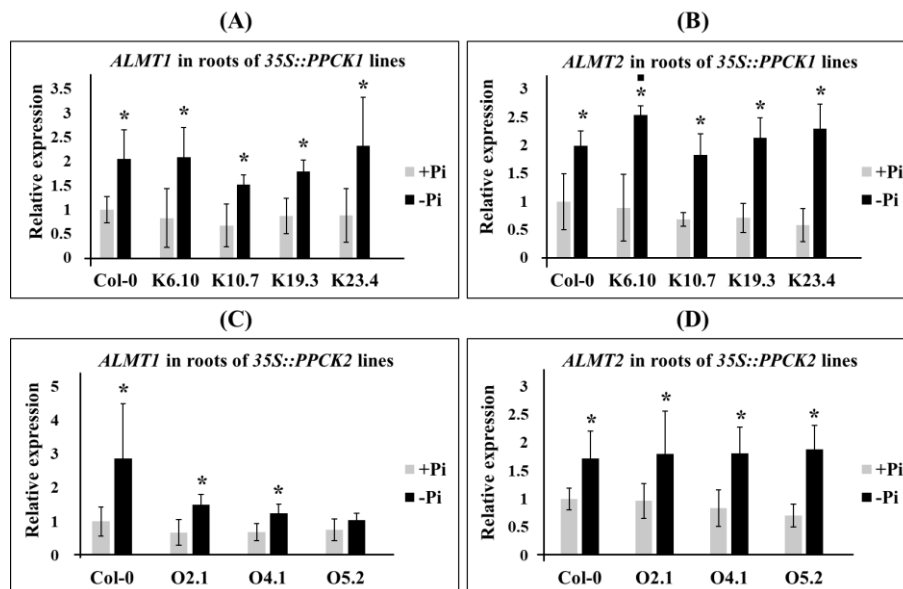 (A)
ALMT1 in roots of 35S::PPCK1 lines
Relative expression
3.5
3
2.5
2
1.5
1
0.5
0
* * * * *
Col-0 K6.10 K10.7 K19.3 K23.4
+Pi
-Pi
(B)
ALMT2 in roots of 35S::PPCK1 lines
Relative expression
3
2.5
2
1.5
1
0.5
0
* * * * *
Col-0 K6.10 K10.7 K19.3 K23.4
+Pi
-Pi
(C)
ALMT1 in roots of 35S::PPCK2 lines
Relative expression
5
4
3
2
1
0
* * *
Col-0 O2.1 O4.1 O5.2
+Pi
-Pi
(D)
ALMT2 in roots of 35S::PPCK2 lines
Relative expression
3
2.5
2
1.5
1
0.5
0
* * * *
Col-0 O2.1 O4.1 O5.2
+Pi
-Pi